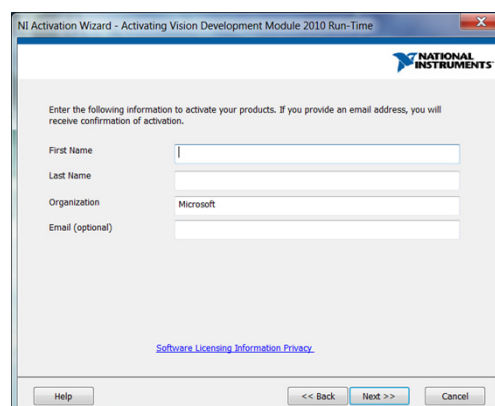 NI Activation Wizard - Activating Vision Development Module 2010 Run-Time
NATIONAL
INSTRUMENTS
Enter the following information to activate your products. If you provide an email address, you will
receive confirmation of activation.
First Name
Last Name
Organization
Microsoft
Email (optional)
Software Licensing Information Privacy
Help
<< Back
Next >>
Cancel